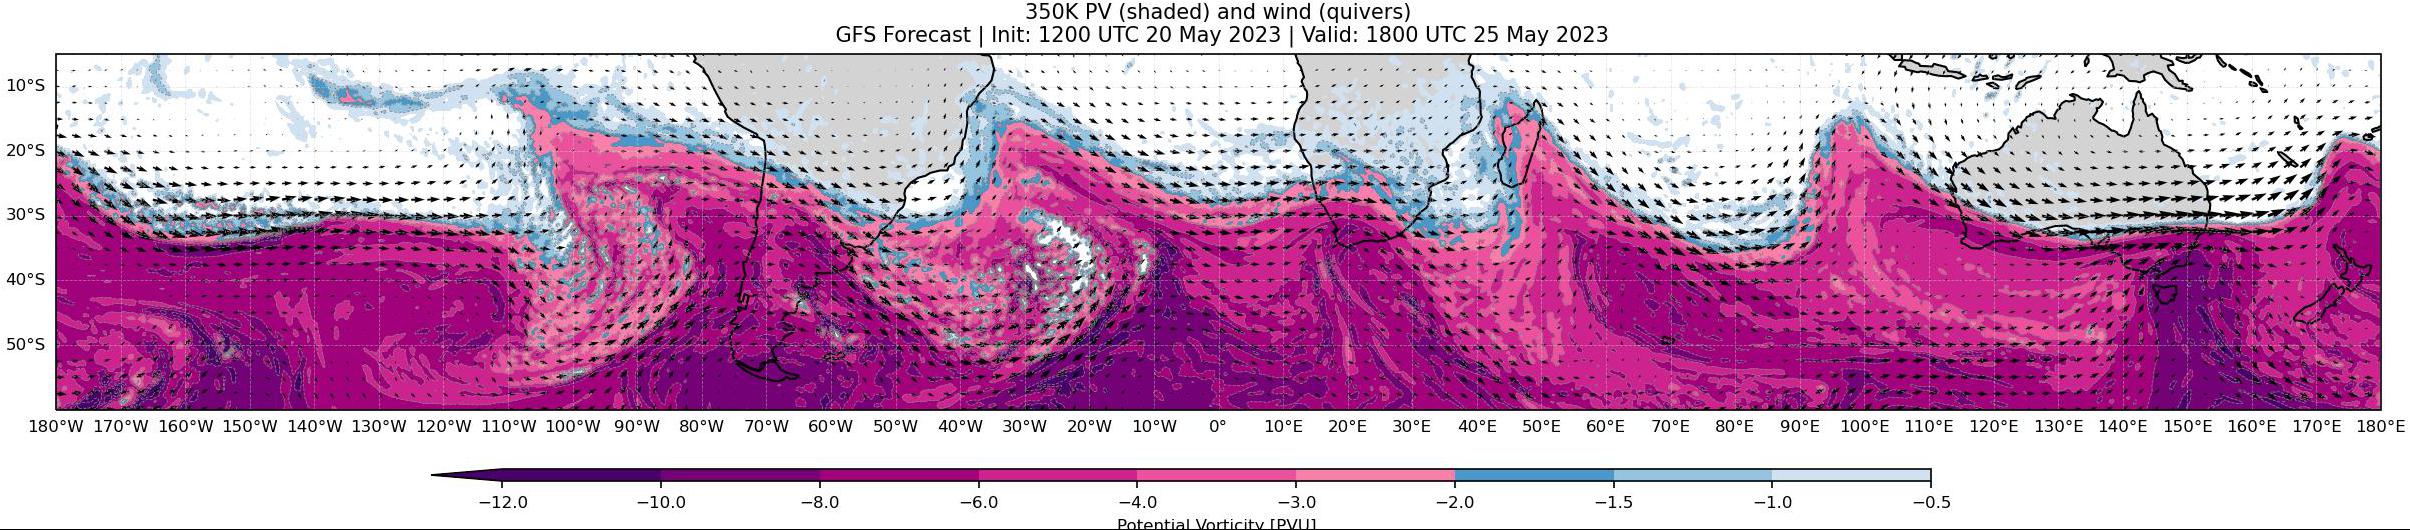 350K PV (shaded) and wind (quivers)
GFS Forecast | Init: 1200 UTC 20 May 2023 | Valid: 1800 UTC 25 May 2023
10°S
20°S
30°S
40°S
50°S
180°W 170°W 160°W 150°W 140°W 130°W 120°W 110°W 100°W 90°W 80°W 70°W 60°W 50°W 40°W 30°W 20°W 10°W 0° 10°E 20°E 30°E 40°E 50°E 60°E 70°E 80°E 90°E 100°E 110°E 120°E 130°E 140°E 150°E 160°E 170°E 180°E
−12.0 −10.0 −8.0 −6.0 −4.0 −3.0 −2.0 −1.5 −1.0 −0.5
Potential Vorticity [PVU]